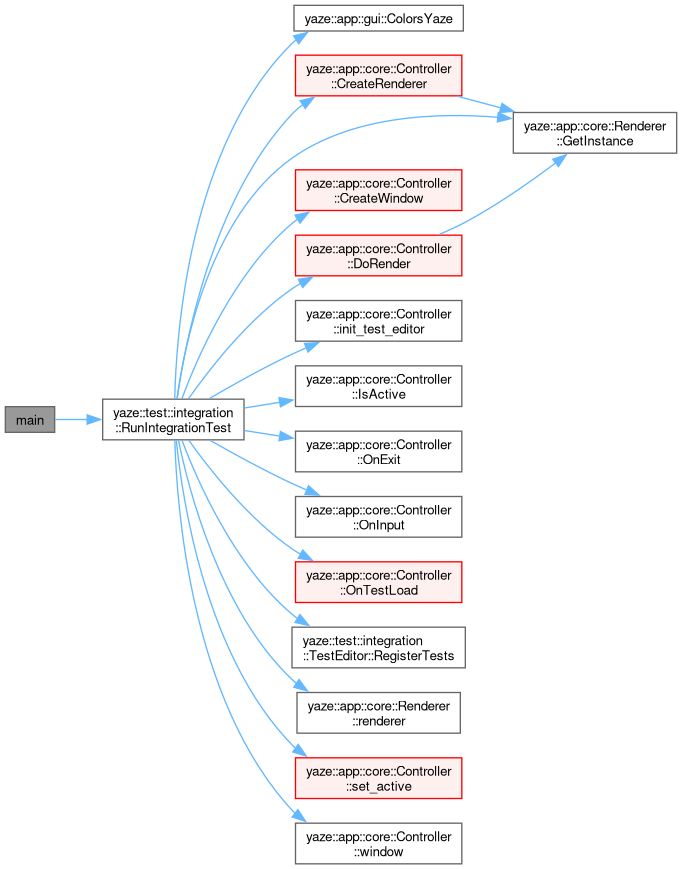 yaze::app::gui::ColorsYaze
yaze::app::core::Controller
::CreateRenderer
yaze::app::core::Renderer
::GetInstance
yaze::app::core::Controller
::CreateWindow
yaze::app::core::Controller
::DoRender
yaze::app::core::Controller
::init_test_editor
yaze::app::core::Controller
::IsActive
main
yaze::test::integration
::RunIntegrationTest
yaze::app::core::Controller
::OnExit
yaze::app::core::Controller
::OnInput
yaze::app::core::Controller
::OnTestLoad
yaze::test::integration
::TestEditor::RegisterTests
yaze::app::core::Renderer
::renderer
yaze::app::core::Controller
::set_active
yaze::app::core::Controller
::window